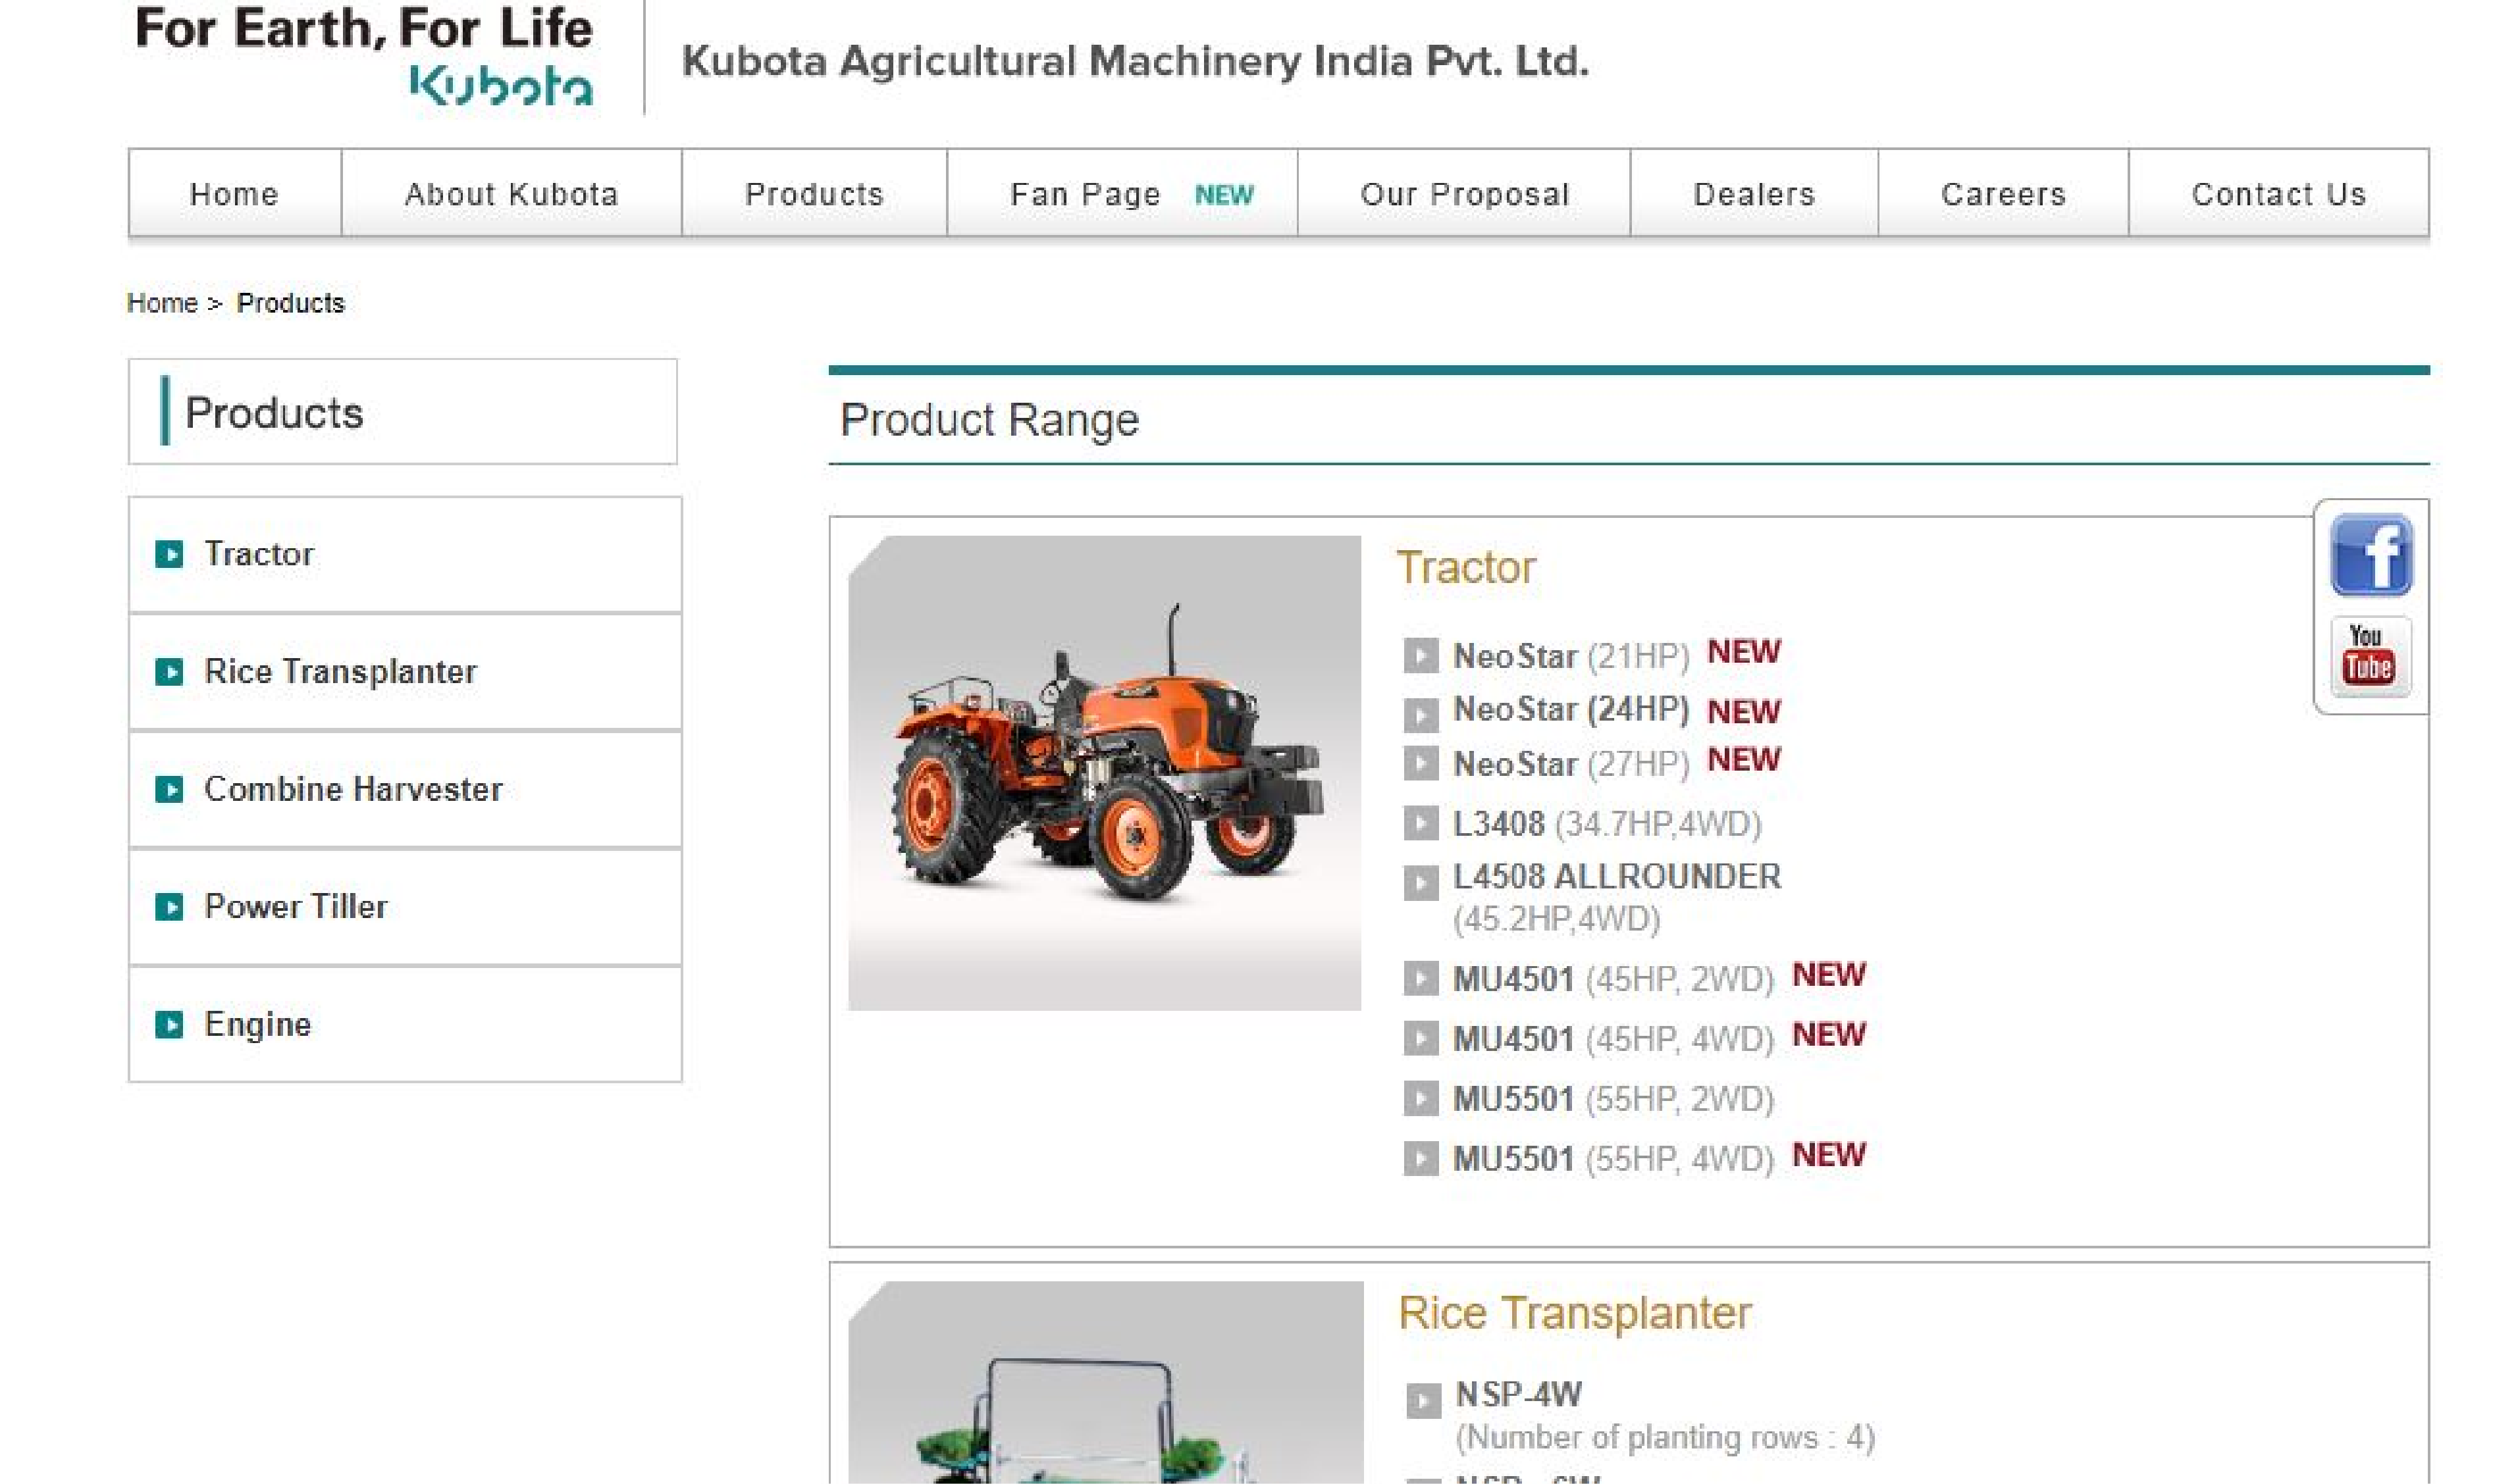 For Earth, For Life
Kubota
Kubota Agricultural Machinery India Pvt. Ltd.
Home
About Kubota
Products
Fan Page NEW
Our Proposal
Dealers
Careers
Contact Us
Home > Products
Products
Tractor
Rice Transplanter
Combine Harvester
Power Tiller
Engine
Product Range
Tractor
NeoStar (21HP) NEW
NeoStar (24HP) NEW
NeoStar (27HP) NEW
L3408 (34.7HP,4WD)
L4508 ALLROUNDER
(45.2HP,4WD)
MU4501 (45HP, 2WD) NEW
MU4501 (45HP, 4WD) NEW
MU5501 (55HP, 2WD)
MU5501 (55HP, 4WD) NEW
f
You
Tube
Rice Transplanter
NSP-4W
(Number of planting rows : 4)